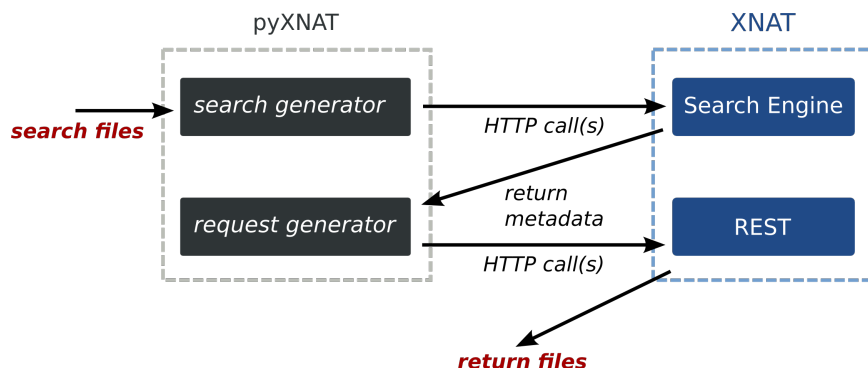 pyXNAT
XNAT
search generator
Search Engine
search files
HTTP call(s)
return
metadata
request generator
REST
HTTP call(s)
return files